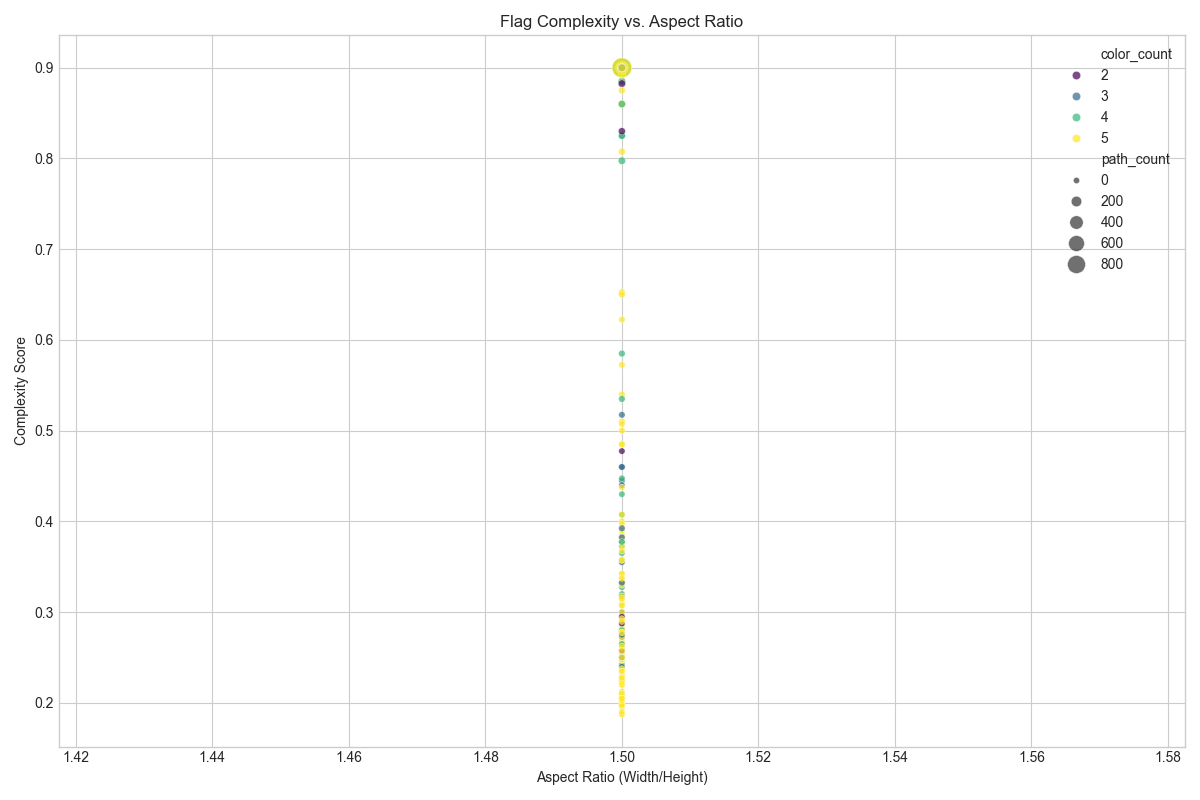 Flag Complexity vs. Aspect Ratio
color_count
2
3
4
5
path_count
0
200
400
600
800
Complexity Score
0.9
0.8
0.7
0.6
0.5
0.4
0.3
0.2
1.42 1.44 1.46 1.48 1.50 1.52 1.54 1.56 1.58
Aspect Ratio (Width/Height)